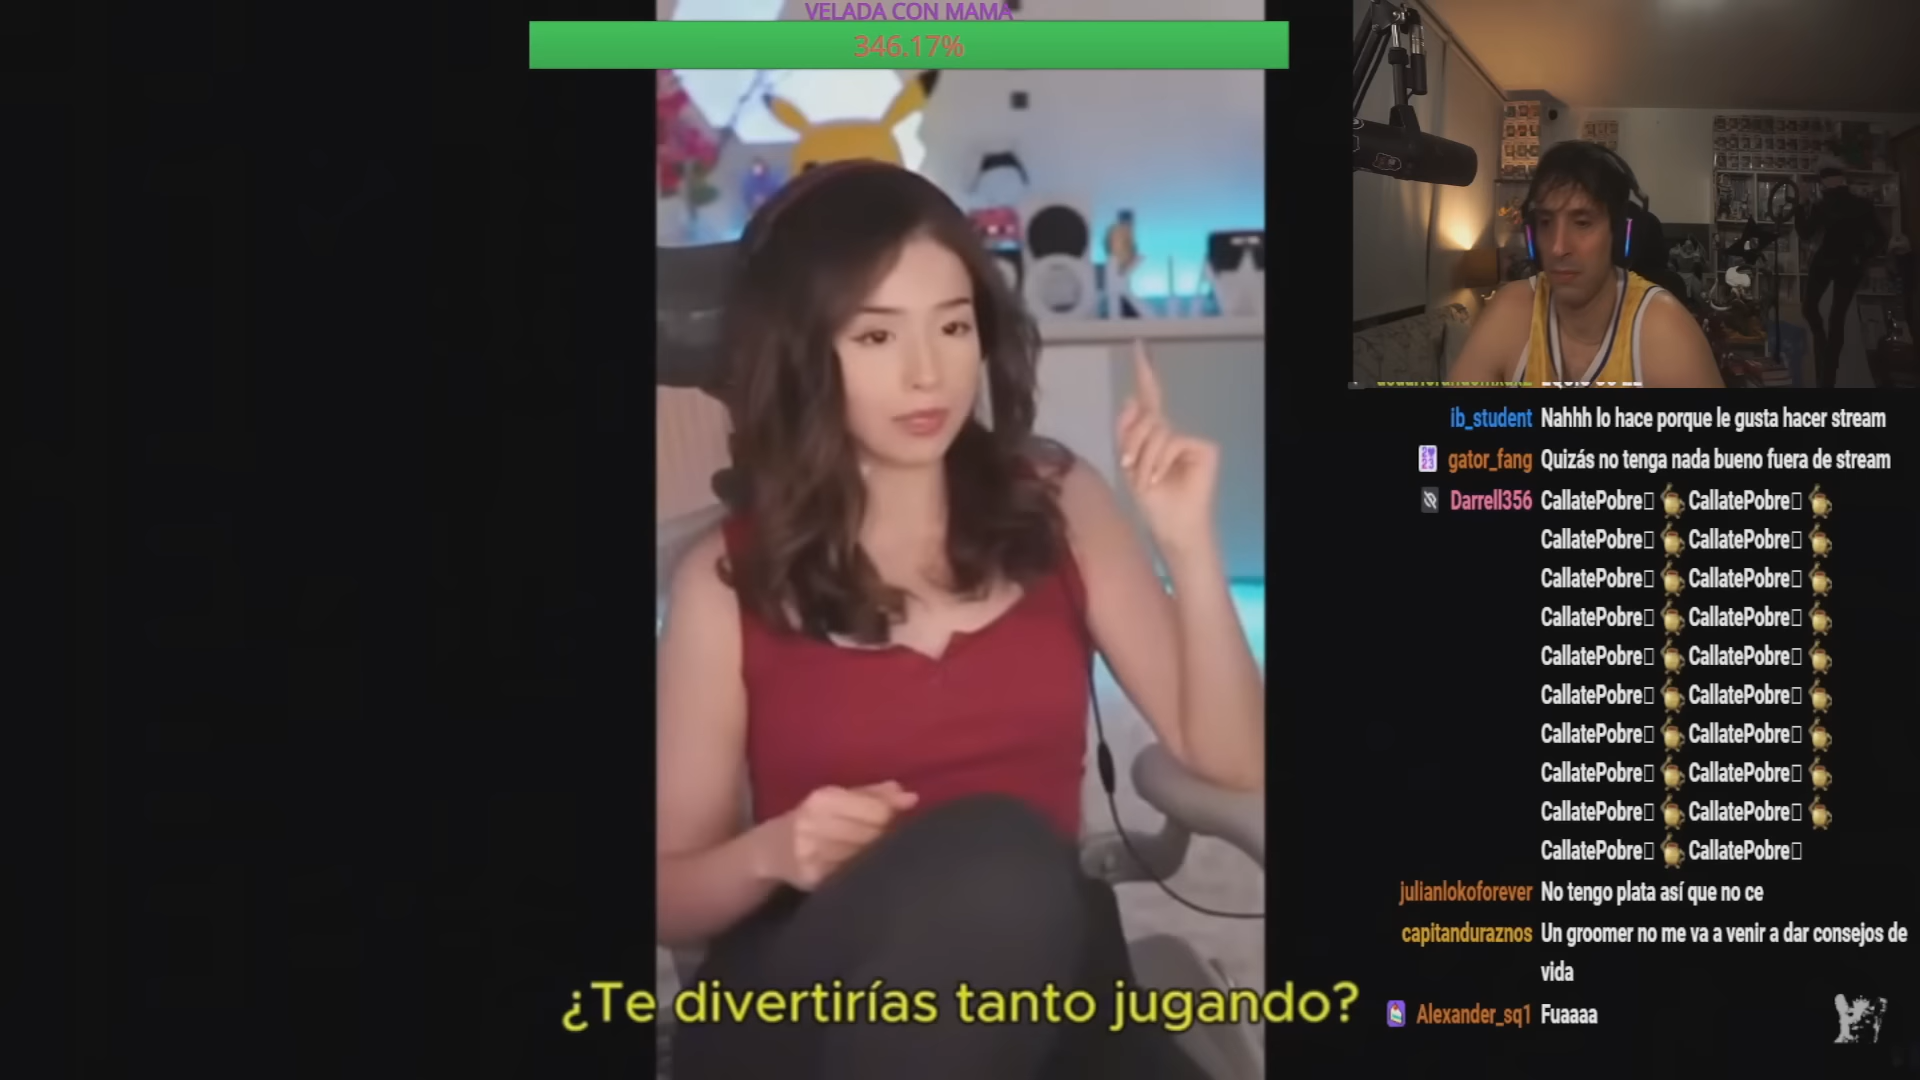 VELADA CON MAMA
346.17%
ib_student Nahhh lo hace porque le gusta hacer stream
gator_fang Quizás no tenga nada bueno fuera de stream
Darrell356 CallatePobre CallatePobre
CallatePobre CallatePobre
CallatePobre CallatePobre
CallatePobre CallatePobre
CallatePobre CallatePobre
CallatePobre CallatePobre
CallatePobre CallatePobre
CallatePobre CallatePobre
CallatePobre CallatePobre
CallatePobre CallatePobre
julianlokoforever No tengo plata así que no ce
capitanduraznos Un groomer no me va a venir a dar consejos de
vida
Alexander_sq1 Fuaaaa
¿Te divertirías tanto jugando?